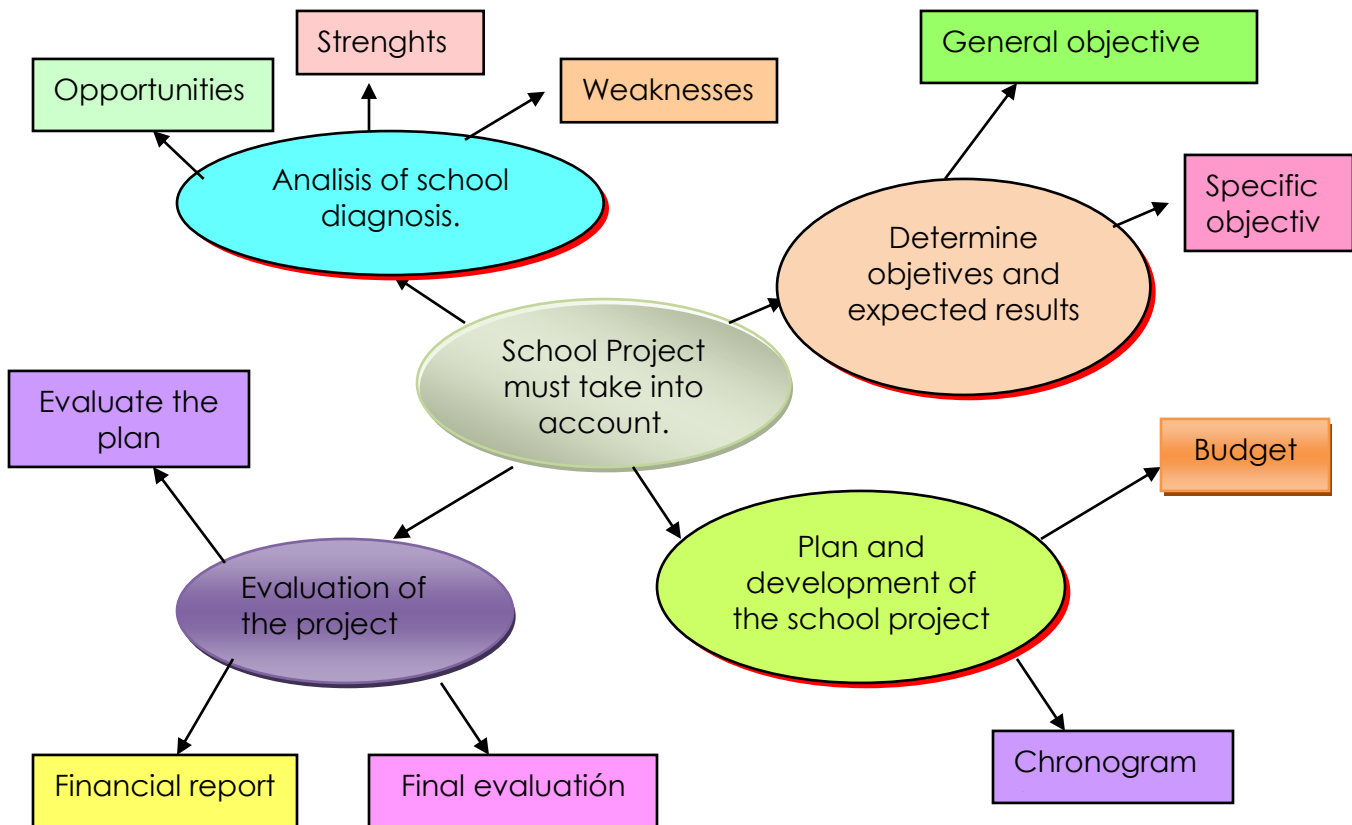 Strenghts
General objective
Opportunities
Weaknesses
Analisis of school
diagnosis.
Specific
objectiv
Determine
objetives and
expected results
School Project
must take into
account.
Evaluate the
plan
Budget
Plan and
development of
the school project
Evaluation of
the project
Chronogram
Financial report
Final evaluatión